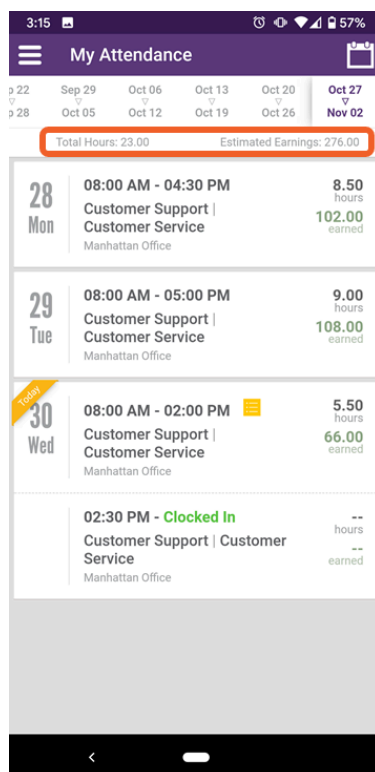 3:15 57%
My Attendance
p 22 Sep 29 Oct 06 Oct 13 Oct 20 Oct 27
p 28 Oct 05 Oct 12 Oct 19 Oct 26 Nov 02
Total Hours: 23.00 Estimated Earnings: 276.00
28 08:00 AM - 04:30 PM 8.50
Mon Customer Support | hours
Customer Service 102.00
Manhattan Office earned
29 08:00 AM - 05:00 PM 9.00
Tue Customer Support | hours
Customer Service 108.00
Manhattan Office earned
Today
30 08:00 AM - 02:00 PM 5.50
Wed Customer Support | hours
Customer Service 66.00
Manhattan Office earned
02:30 PM - Clocked In --
Customer Support | Customer hours
Service --
Manhattan Office earned